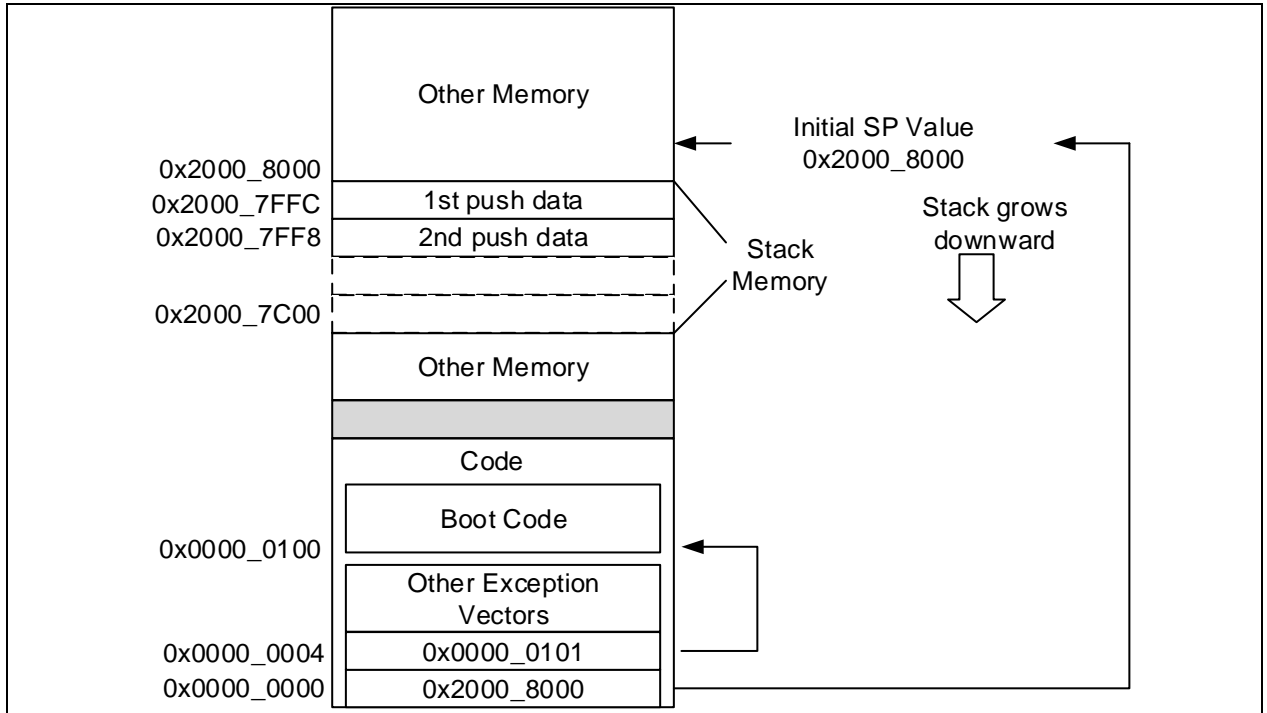 Other Memory
Initial SP Value
0x2000_8000
0x2000_8000
0x2000_7FFC
1st push data
Stack grows
downward
0x2000_7FF8
2nd push data
Stack
Memory
0x2000_7C00
Other Memory
Code
Boot Code
0x0000_0100
Other Exception
Vectors
0x0000_0004
0x0000_0101
0x0000_0000
0x2000_8000